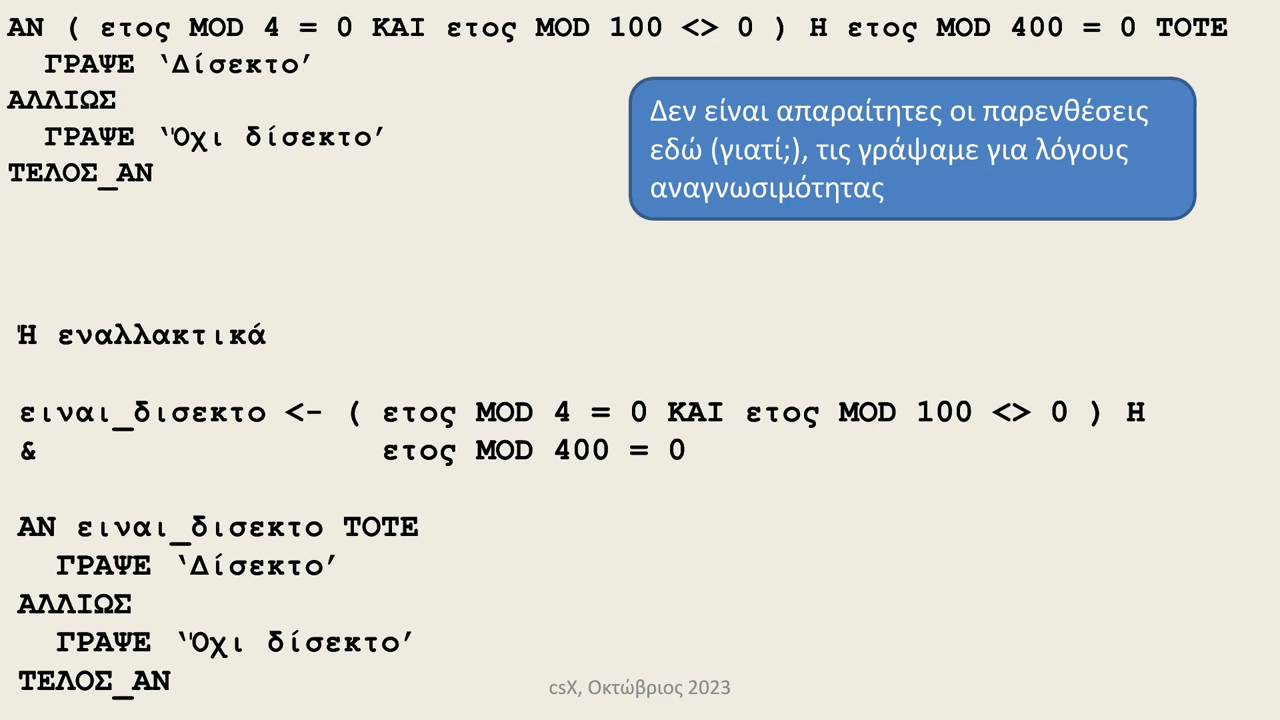 ΑΝ ( ετος MOD 4 = 0 ΚΑΙ ετος MOD 100 <> 0 ) Η ετος MOD 400 = 0 ΤΟΤΕ
ΓΡΑΨΕ ‘Δίσεκτο’
ΑΛΛΙΩΣ
ΓΡΑΨΕ ‘Όχι δίσεκτο’
ΤΕΛΟΣ_ΑΝ
Δεν είναι απαραίτητες οι παρενθέσεις
εδώ (γιατί;), τις γράψαμε για λόγους
αναγνωσιμότητας
Ή εναλλακτικά
ειναι_δισεκτο <- ( ετος MOD 4 = 0 ΚΑΙ ετος MOD 100 <> 0 ) Η
& ετος MOD 400 = 0
ΑΝ ειναι_δισεκτο ΤΟΤΕ
ΓΡΑΨΕ ‘Δίσεκτο’
ΑΛΛΙΩΣ
ΓΡΑΨΕ ‘Όχι δίσεκτο’
ΤΕΛΟΣ_ΑΝ
csX, Οκτώβριος 2023